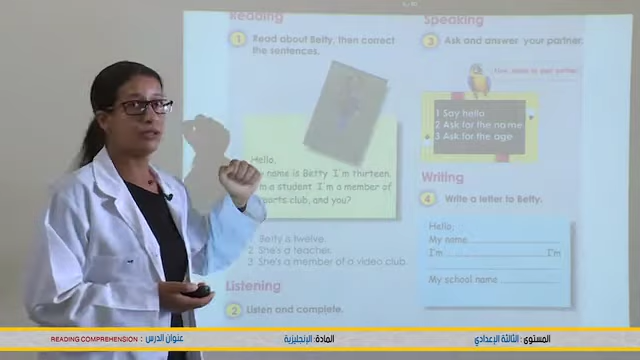 Reading
1 Read about Betty, then correct
the sentences.
Hello,
name is Betty I'm thirteen.
I'm a student I'm a member of
sports club, and you?
1 Betty is twelve.
2 She's a teacher.
3 She's a member of a video club.
Listening
2 Listen and complete.
Speaking
3 Ask and answer your partner.
1 Say hello
2 Ask for the name
3 Ask for the age
Writing
4 Write a letter to Betty.
Hello,
My name
I'm I'm
My school name
READING COMPREHENSION : عنوان الدرس
المادة: الإنجليزية
المستوى: الثالثة الإعدادي